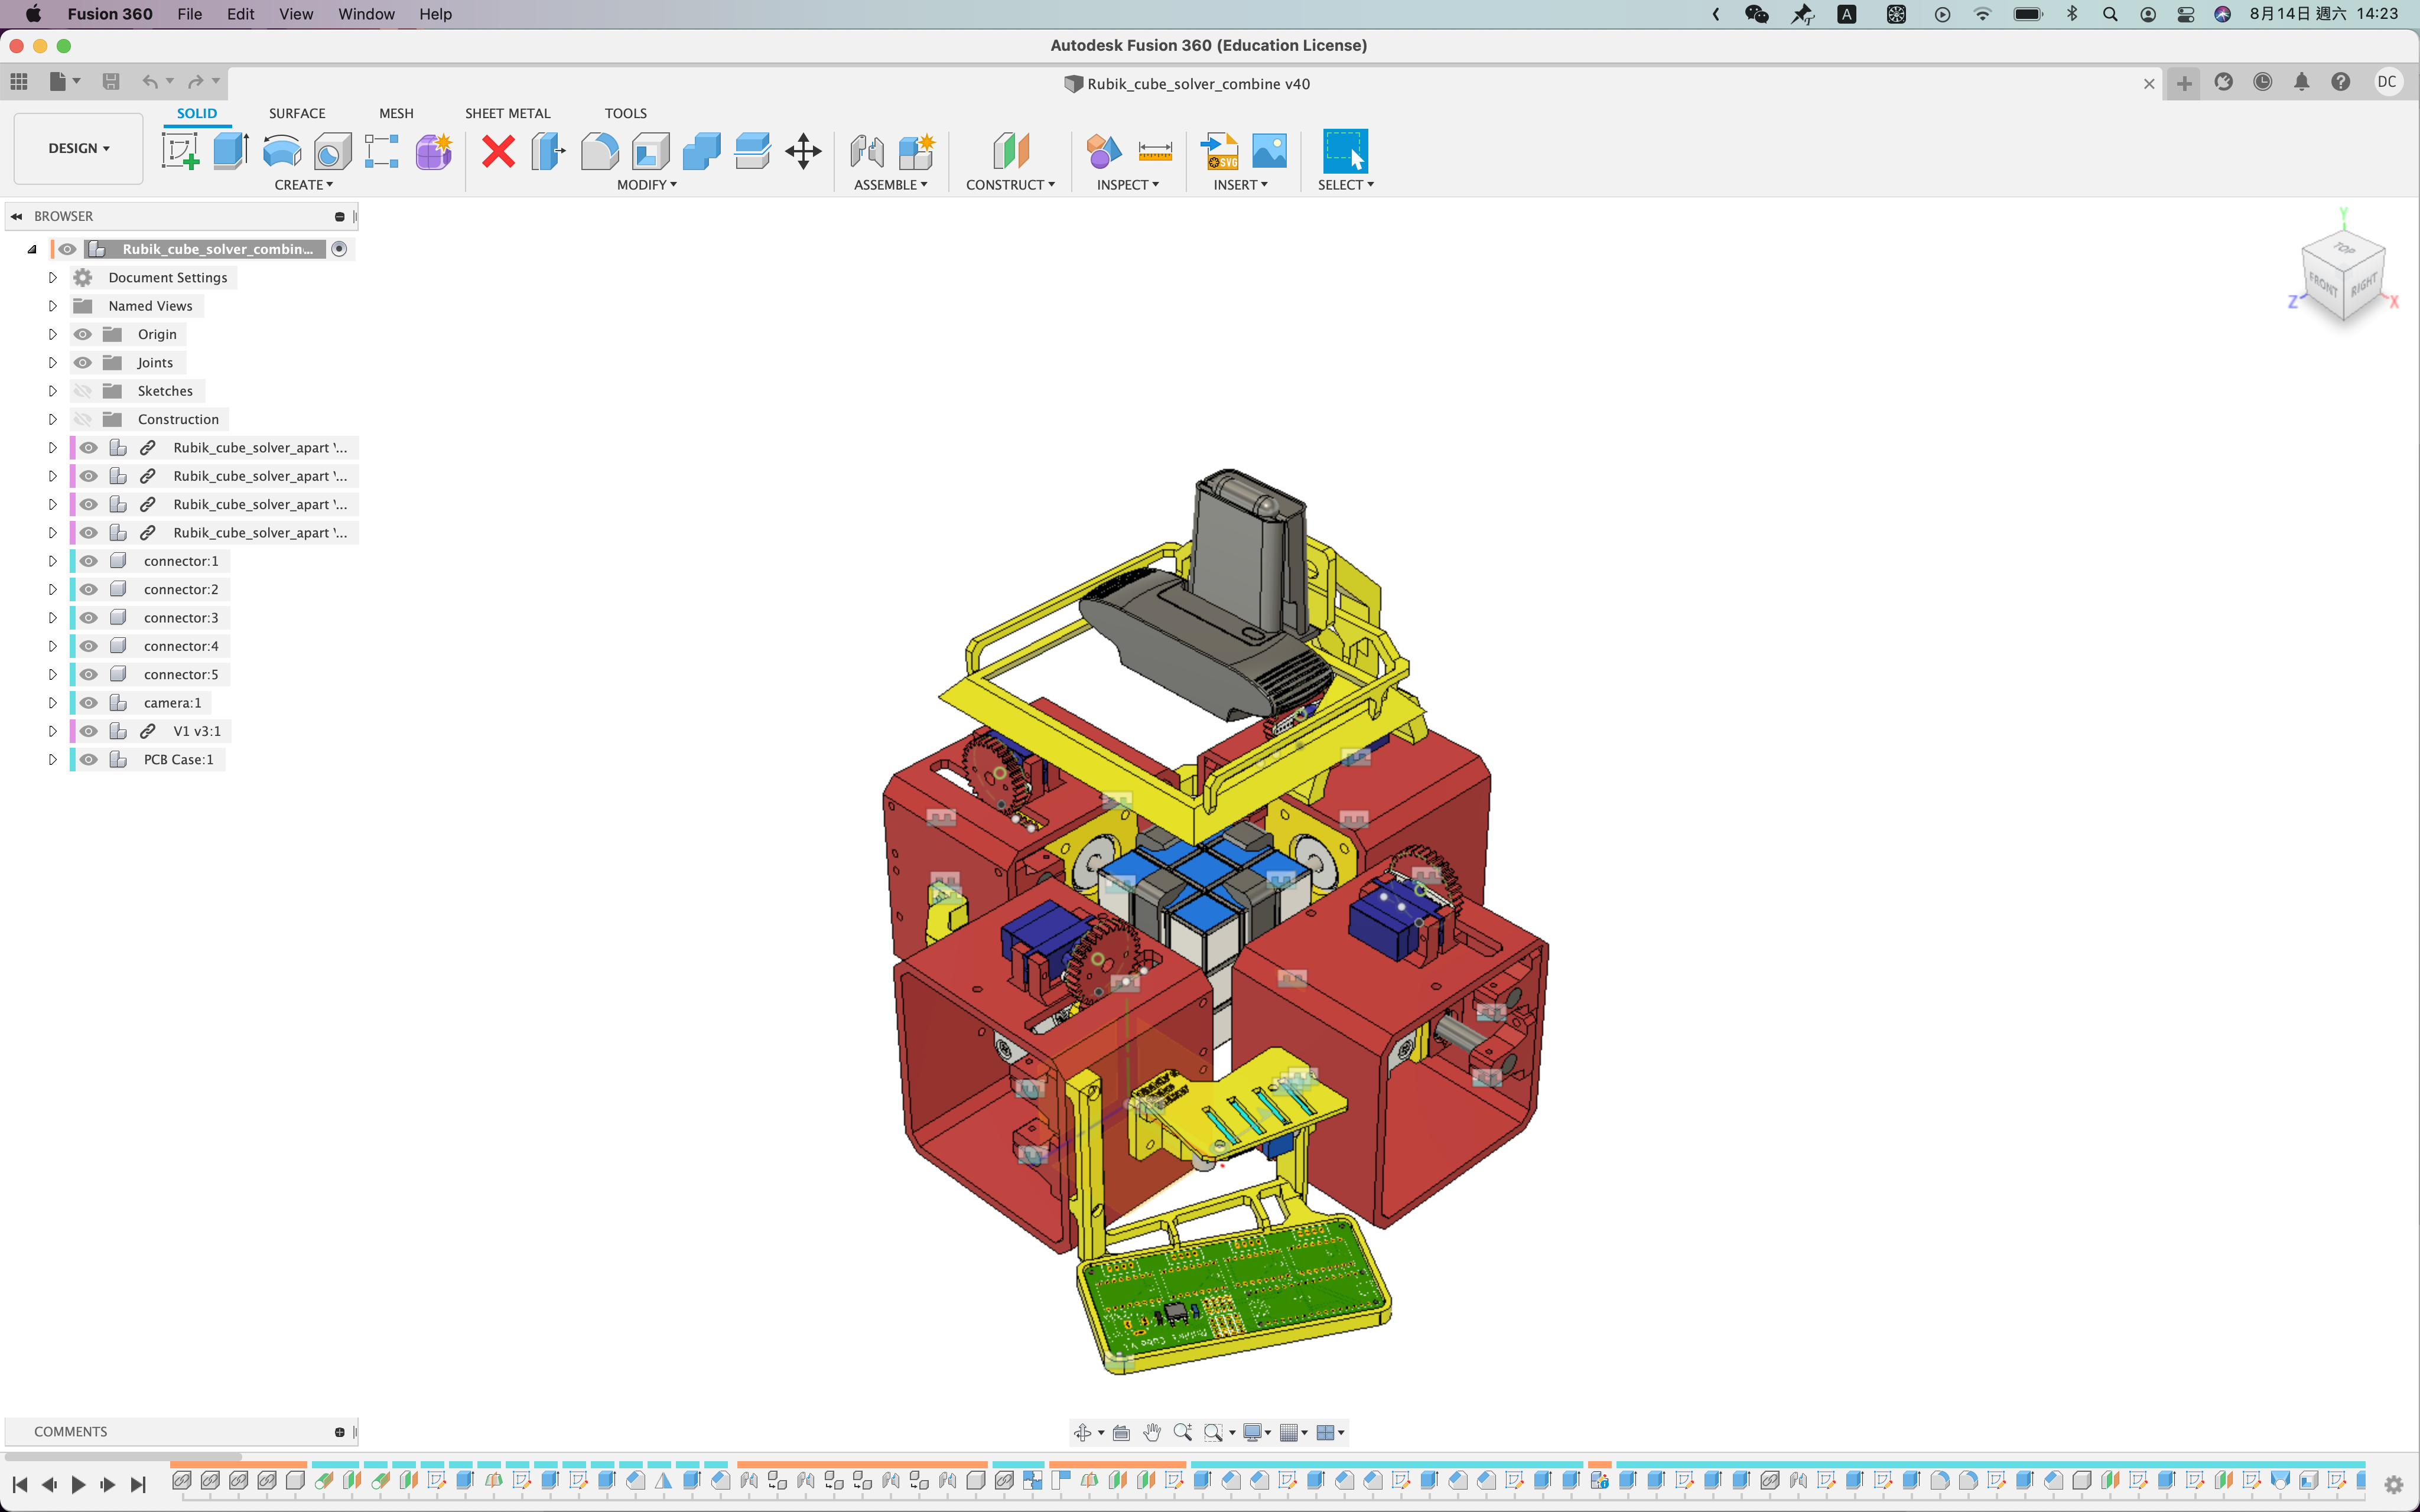 Fusion 360 File Edit View Window Help
A 8月14日 週六 14:23
Autodesk Fusion 360 (Education License)
Rubik_cube_solver_combine v40
DC
SOLID SURFACE MESH SHEET METAL TOOLS
DESIGN
SVG
CREATE MODIFY ASSEMBLE CONSTRUCT INSPECT INSERT SELECT
BROWSER
Rubik_cube_solver_combin...
Document Settings
Named Views
Origin
Joints
Sketches
Construction
Rubik_cube_solver_apart '...
Rubik_cube_solver_apart '...
Rubik_cube_solver_apart '...
Rubik_cube_solver_apart '...
connector:1
connector:2
connector:3
connector:4
connector:5
camera:1
V1 v3:1
PCB Case:1
Y
TOP
FRONT RIGHT
Z X
COMMENTS